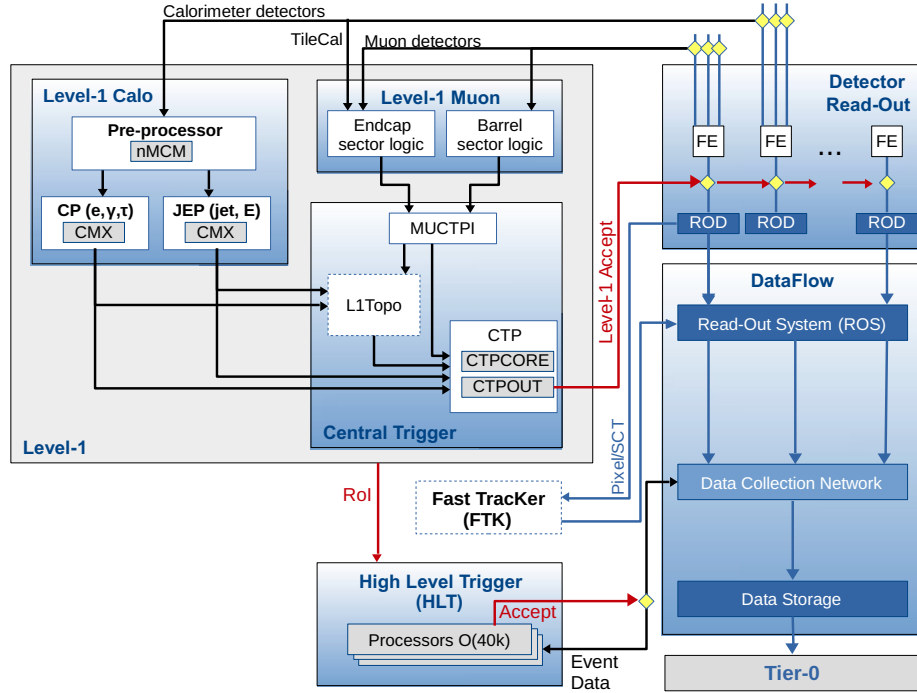 Calorimeter detectors
TileCal
Muon detectors
Level-1 Calo
Pre-processor
nMCM
CP (e,γ,τ)
CMX
JEP (jet, E)
CMX
Level-1 Muon
Endcap
sector logic
Barrel
sector logic
MUCTPI
L1Topo
CTP
CTPCORE
CTPOUT
Central Trigger
Level-1
Detector
Read-Out
FE
FE
...
FE
ROD
ROD
ROD
Level-1 Accept
Pixel/SCT
DataFlow
Read-Out System (ROS)
Data Collection Network
Data Storage
Tier-0
RoI
Fast TracKer
(FTK)
High Level Trigger
(HLT)
Accept
Processors O(40k)
Event
Data